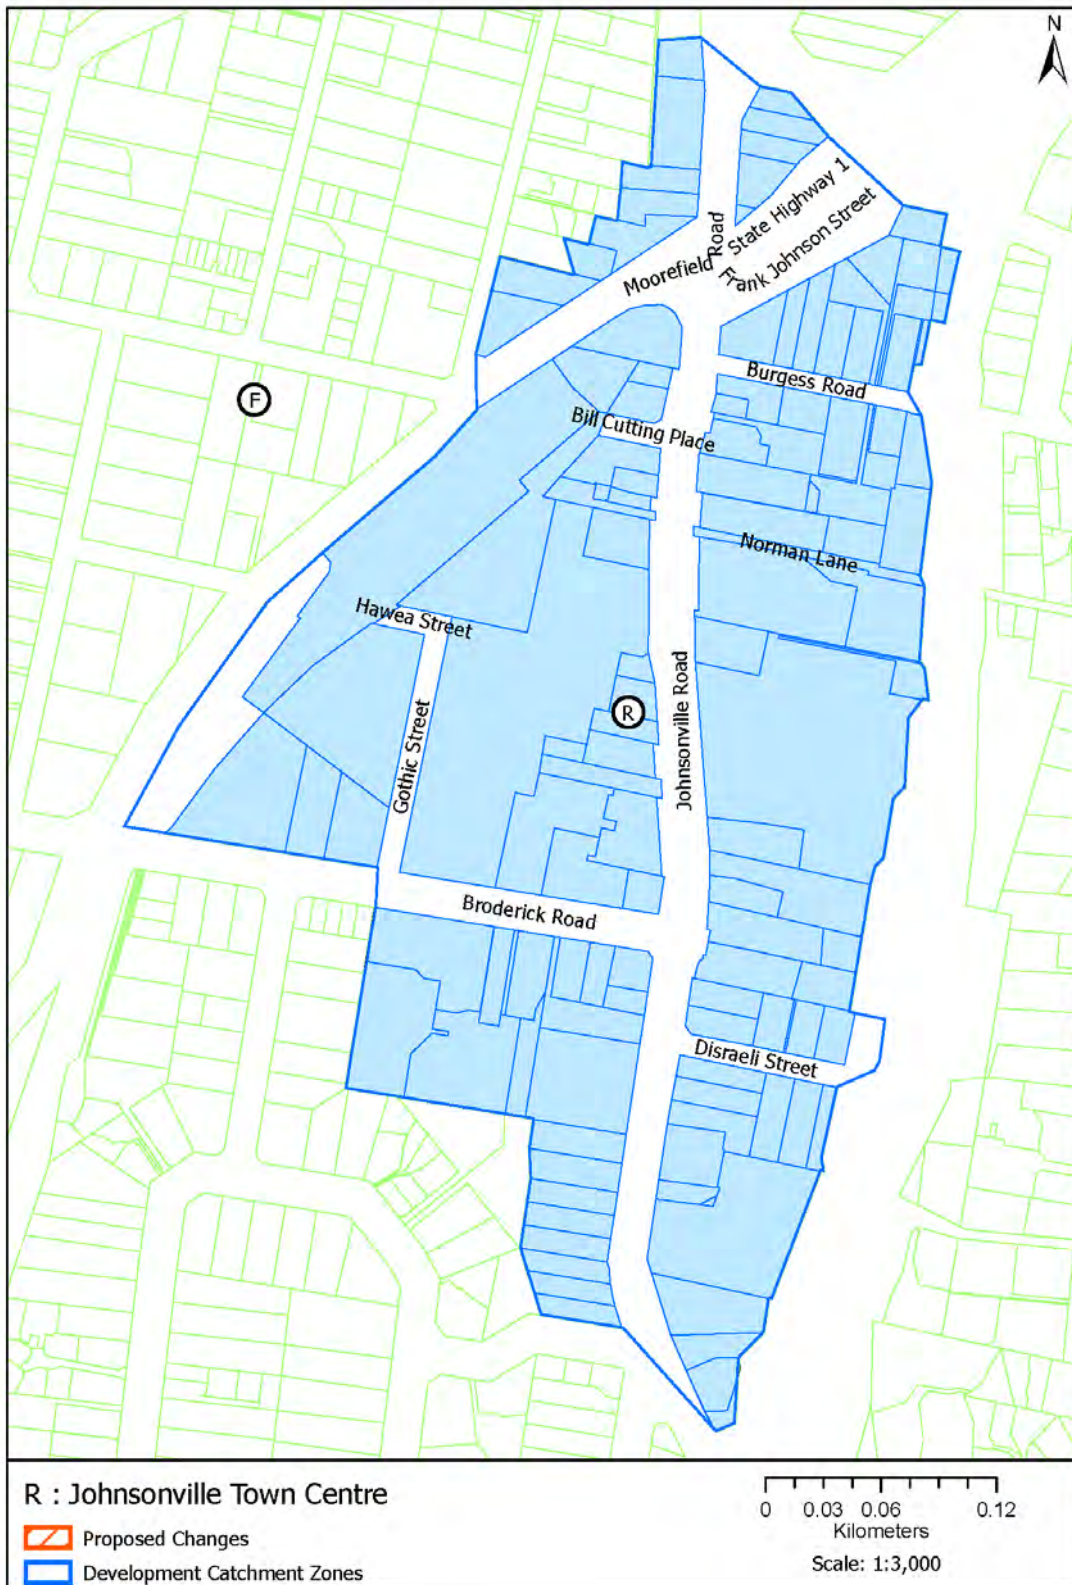 N
State Highway 1
Moorefield Road
Frank Johnson Street
Burgess Road
F
Bill Cutting Place
Norman Lane
Hawea Street
R
Johnsonville Road
Gothic Street
Broderick Road
Disraeli Street
R : Johnsonville Town Centre
Proposed Changes
Development Catchment Zones
0 0.03 0.06 0.12
Kilometers
Scale: 1:3,000